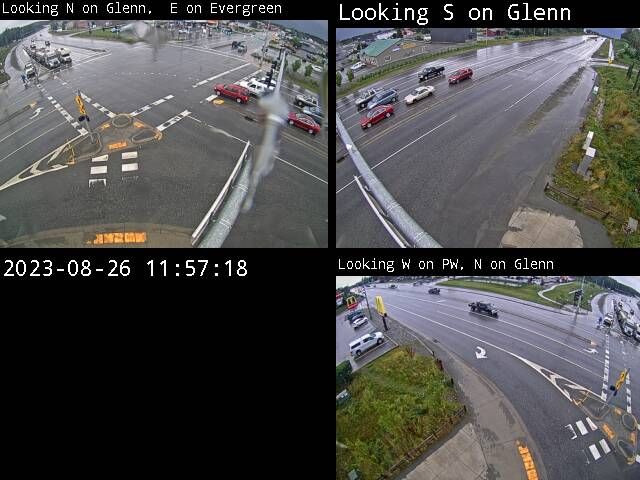 Looking N on Glenn,  E on Evergreen
Looking S on Glenn
2023-08-26 11:57:18
Looking W on PW, N on Glenn